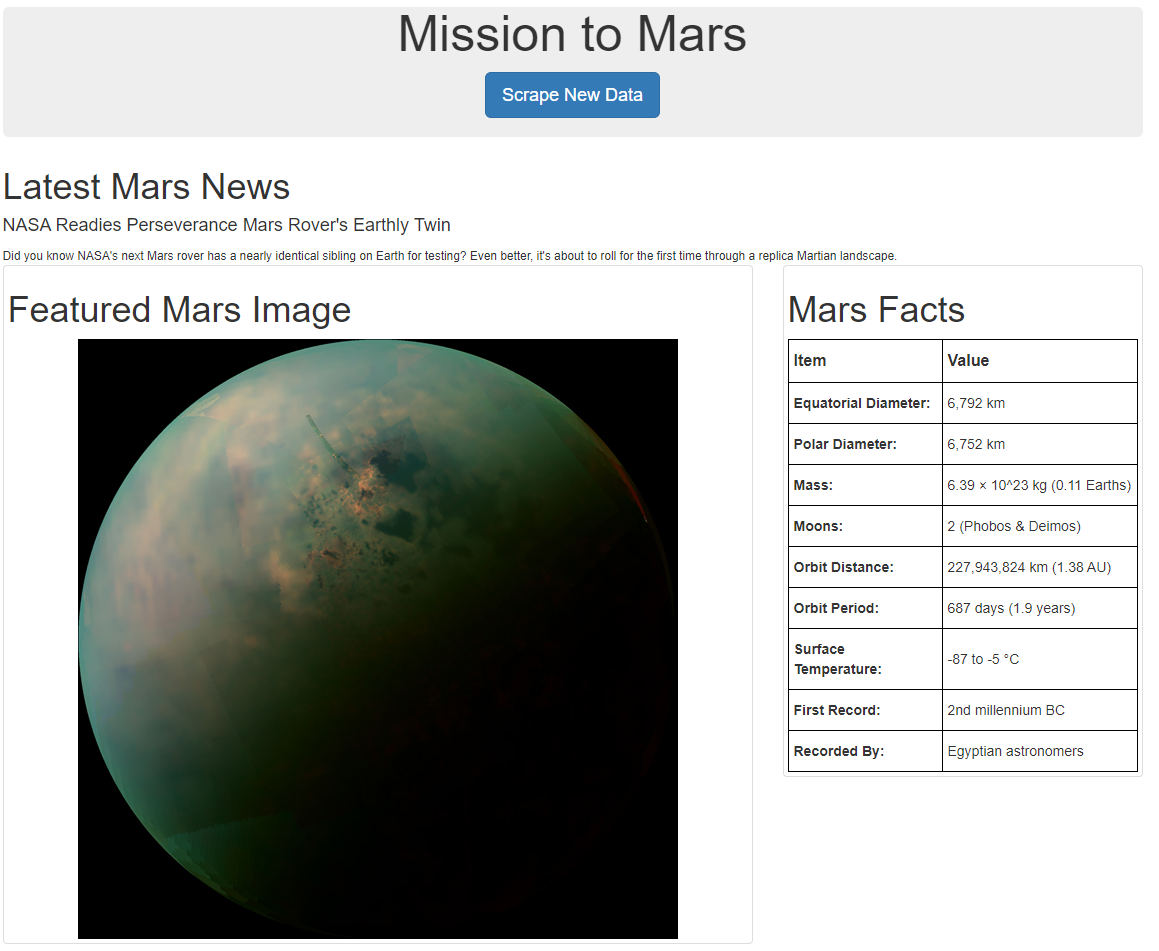 Mission to Mars
Scrape New Data
Latest Mars News
NASA Readies Perseverance Mars Rover's Earthly Twin
Did you know NASA's next Mars rover has a nearly identical sibling on Earth for testing? Even better, it's about to roll for the first time through a replica Martian landscape.
Featured Mars Image
Mars Facts
Item Value
Equatorial Diameter: 6,792 km
Polar Diameter: 6,752 km
Mass: 6.39 × 10^23 kg (0.11 Earths)
Moons: 2 (Phobos & Deimos)
Orbit Distance: 227,943,824 km (1.38 AU)
Orbit Period: 687 days (1.9 years)
Surface
Temperature: -87 to -5 °C
First Record: 2nd millennium BC
Recorded By: Egyptian astronomers